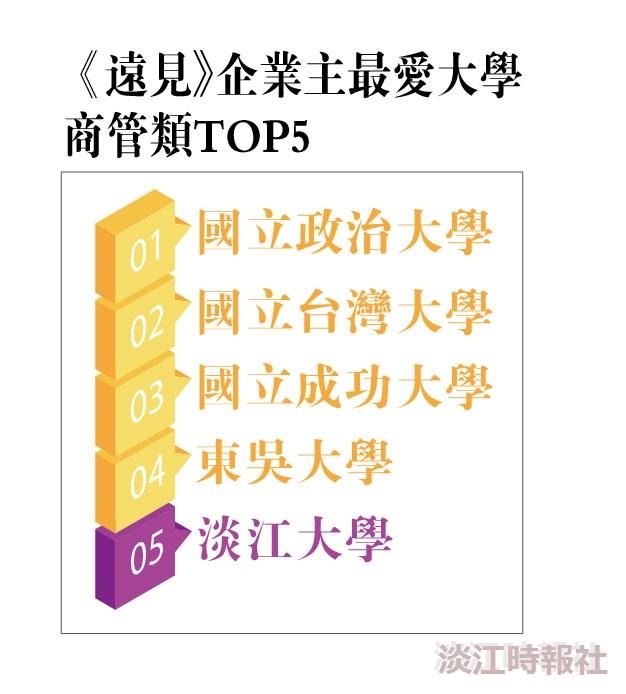 《遠見》企業主最愛大學
商管類TOP5
01 國立政治大學
02 國立台灣大學
03 國立成功大學
04 東吳大學
05 淡江大學
淡江時報社